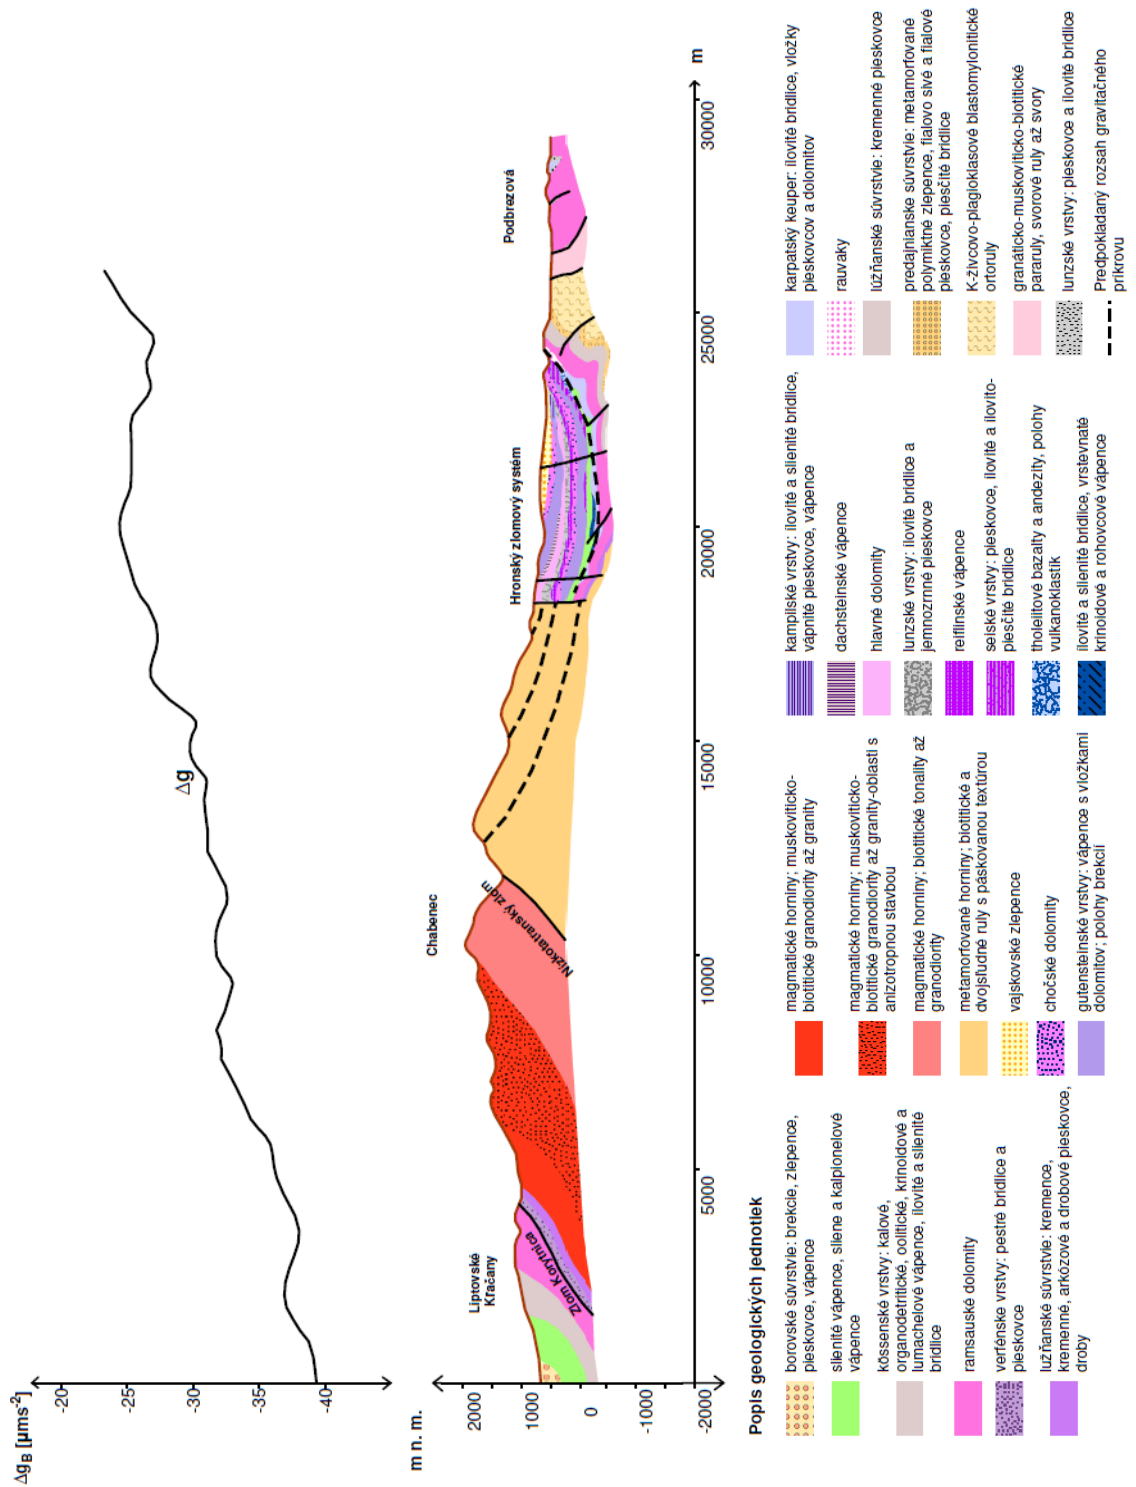 Δg_B [µms⁻²]
-20
-25
-30
-35
-40
Δg
m n. m.
2000
1000
0
-1000
-2000
Liptovské
Kľačany
Chabenec
Hronský zlomový systém
Podbrezová
Zlom Korytnica
Nízkotatranský zlom
5000
10000
15000
20000
25000
30000
m
Popis geologických jednotiek
borovské súvrstvie: brekcie, zlepence,
pieskovce, vápence
slienité vápence, sliene a kalpionelové
vápence
kössenské vrstvy: kalové,
organodetritické, oolitické, krinoidové a
lumachelové vápence, ílovité a slienité
bridlice
ramsauské dolomity
verfénske vrstvy: pestré bridlice a
pieskovce
lužňanské súvrstvie: kremence,
kremenné, arkózové a drobové pieskovce,
droby
magmatické horniny; muskoviticko-
biotitické granodiority až granity
magmatické horniny; muskoviticko-
biotitické granodiority až granity-oblasti s
anizotropnou stavbou
magmatické horniny; biotitické tonality až
granodiority
metamorfované horniny; biotitické a
dvojsľudné ruly s páskovanou textúrou
vajskovské zlepence
chočské dolomity
gutensteinské vrstvy: vápence s vložkami
dolomitov; polohy brekcií
kampilské vrstvy: ílovité a slienité bridlice,
vápnité pieskovce, vápence
dachsteinské vápence
hlavné dolomity
lunzské vrstvy: ílovité bridlice a
jemnozrnné pieskovce
reiflinské vápence
seiské vrstvy: pieskovce, ílovité a ílovito-
piesčité bridlice
tholeiitové bazalty a andezity, polohy
vulkanoklastík
ílovité a slienité bridlice, vrstevnaté
krinoidové a rohovcové vápence
karpatský keuper: ílovité bridlice, vložky
pieskovcov a dolomitov
rauvaky
lúžňanské súvrstvie: kremenné pieskovce
predajnianske súvrstvie: metamorfované
polymiktné zlepence, fialovo sivé a fialové
pieskovce, piesčité bridlice
K-živcovo-plagioklasové blastomylonitické
ortoruly
granáticko-muskoviticko-biotitické
pararuly, svorové ruly až svory
lunzské vrstvy: pieskovce a ílovité bridlice
Predpokladaný rozsah gravitačného
príkrovu